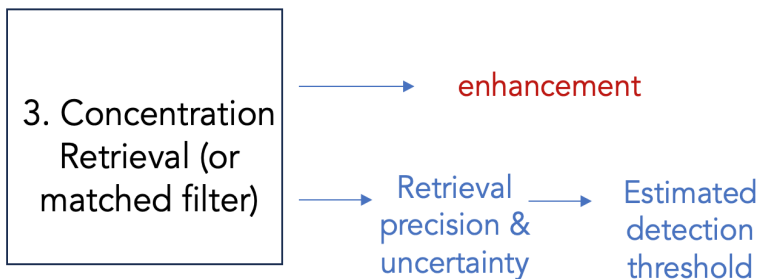 3. Concentration
Retrieval (or
matched filter)
enhancement
Retrieval
precision &
uncertainty
Estimated
detection
threshold